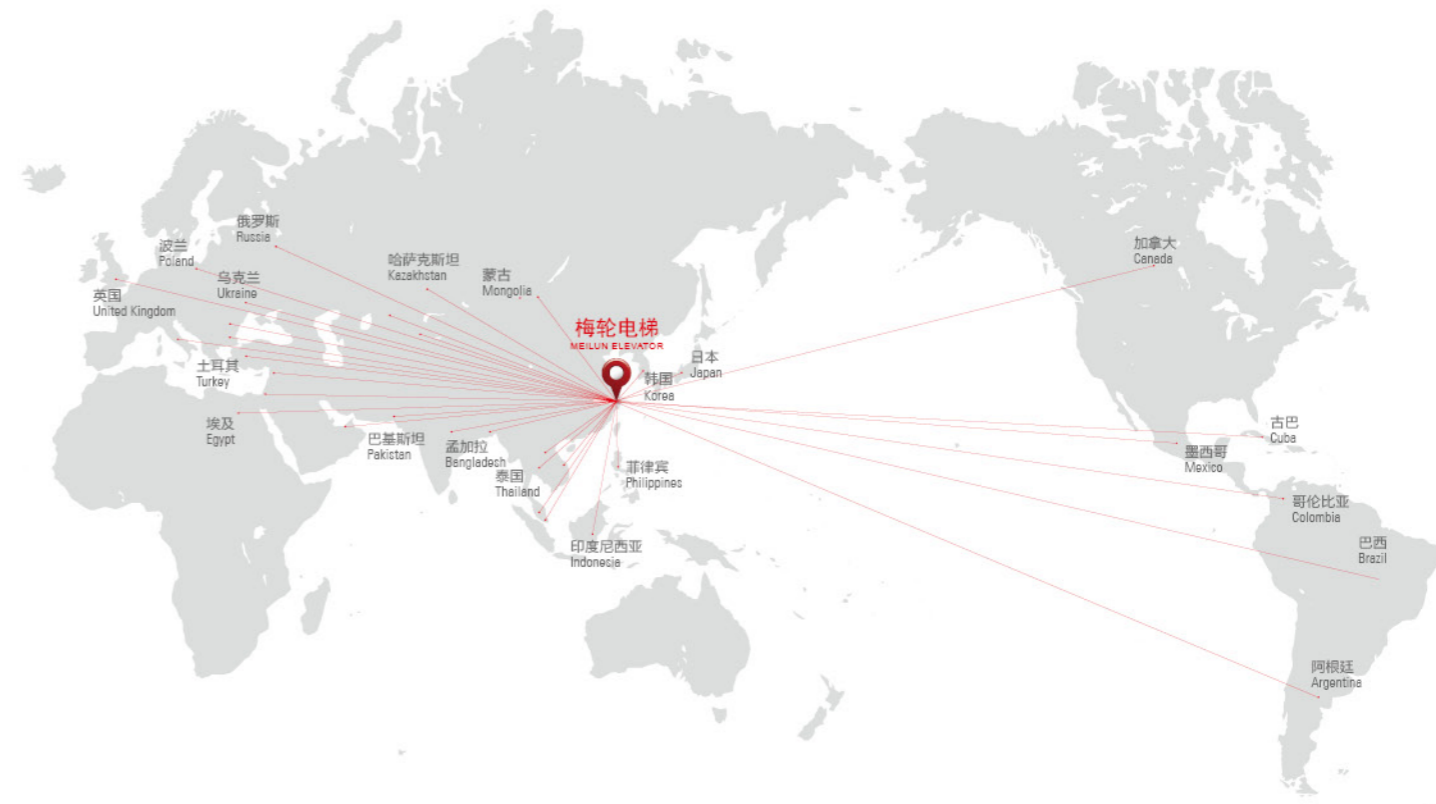 俄罗斯
Russia
波兰
Poland
乌克兰
Ukraine
英国
United Kingdom
哈萨克斯坦
Kazakhstan
蒙古
Mongolia
加拿大
Canada
梅轮电梯
MEILUN ELEVATOR
日本
Japan
韩国
Korea
土耳其
Turkey
埃及
Egypt
巴基斯坦
Pakistan
孟加拉
Bangladesh
泰国
Thailand
菲律宾
Philippines
印度尼西亚
Indonesia
古巴
Cuba
墨西哥
Mexico
哥伦比亚
Colombia
巴西
Brazil
阿根廷
Argentina